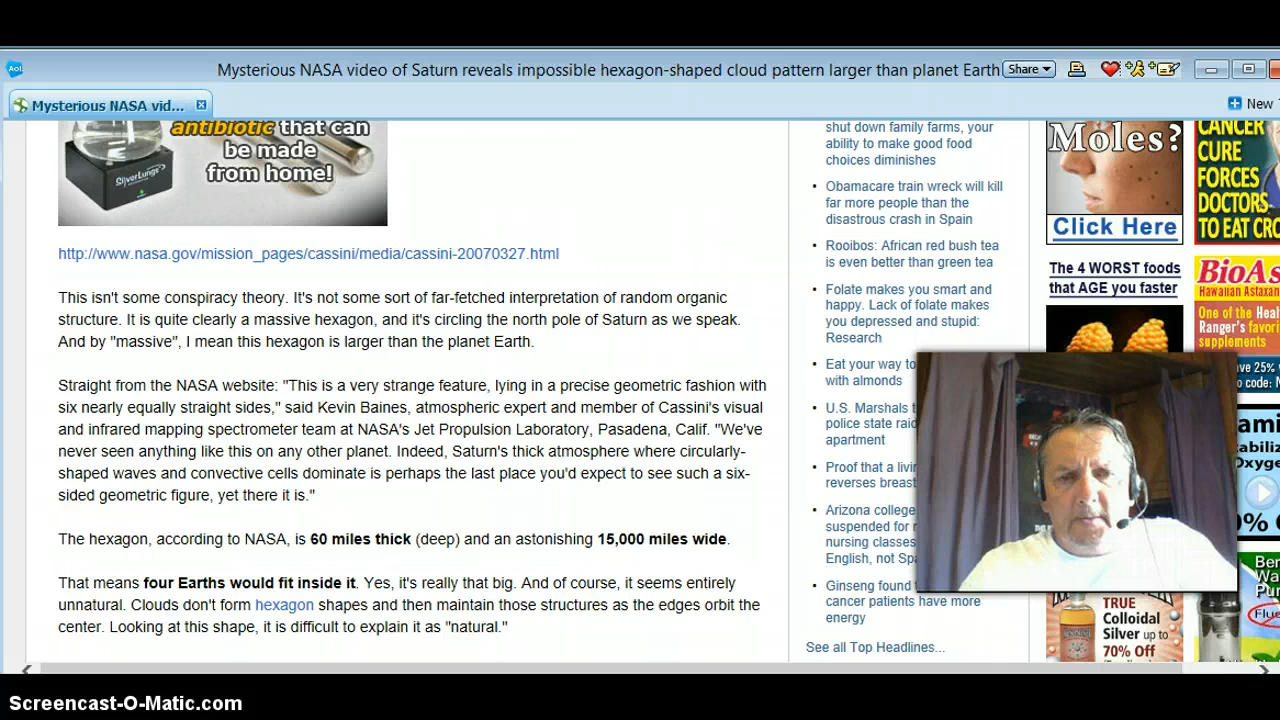 Aol.
Mysterious NASA video of Saturn reveals impossible hexagon-shaped cloud pattern larger than planet Earth
Share
Mysterious NASA vid...
New
antibiotic that can
be made
from home!
SilverLungs
http://www.nasa.gov/mission_pages/cassini/media/cassini-20070327.html
This isn't some conspiracy theory. It's not some sort of far-fetched interpretation of random organic
structure. It is quite clearly a massive hexagon, and it's circling the north pole of Saturn as we speak.
And by "massive", I mean this hexagon is larger than the planet Earth.
Straight from the NASA website: "This is a very strange feature, lying in a precise geometric fashion with
six nearly equally straight sides," said Kevin Baines, atmospheric expert and member of Cassini's visual
and infrared mapping spectrometer team at NASA's Jet Propulsion Laboratory, Pasadena, Calif. "We've
never seen anything like this on any other planet. Indeed, Saturn's thick atmosphere where circularly-
shaped waves and convective cells dominate is perhaps the last place you'd expect to see such a six-
sided geometric figure, yet there it is."
The hexagon, according to NASA, is 60 miles thick (deep) and an astonishing 15,000 miles wide.
That means four Earths would fit inside it. Yes, it's really that big. And of course, it seems entirely
unnatural. Clouds don't form hexagon shapes and then maintain those structures as the edges orbit the
center. Looking at this shape, it is difficult to explain it as "natural."
shut down family farms, your
ability to make good food
choices diminishes
• Obamacare train wreck will kill
far more people than the
disastrous crash in Spain
• Rooibos: African red bush tea
is even better than green tea
• Folate makes you smart and
happy. Lack of folate makes
you depressed and stupid:
Research
• Eat your way to
with almonds
• U.S. Marshals
police state
apartment
• Proof that a
reverses
• Arizona college
suspended for
nursing classes
English, not
• Ginseng found
cancer patients have more
energy
See all Top Headlines...
Moles?
Click Here
The 4 WORST foods
that AGE you faster
TRUE
Colloidal
Silver up to
70% Off
CANCER
CURE
FORCES
DOCTORS
TO EAT
Hawaiian
One of the
Ranger's
supplements
25%
code:
Screencast-O-Matic.com